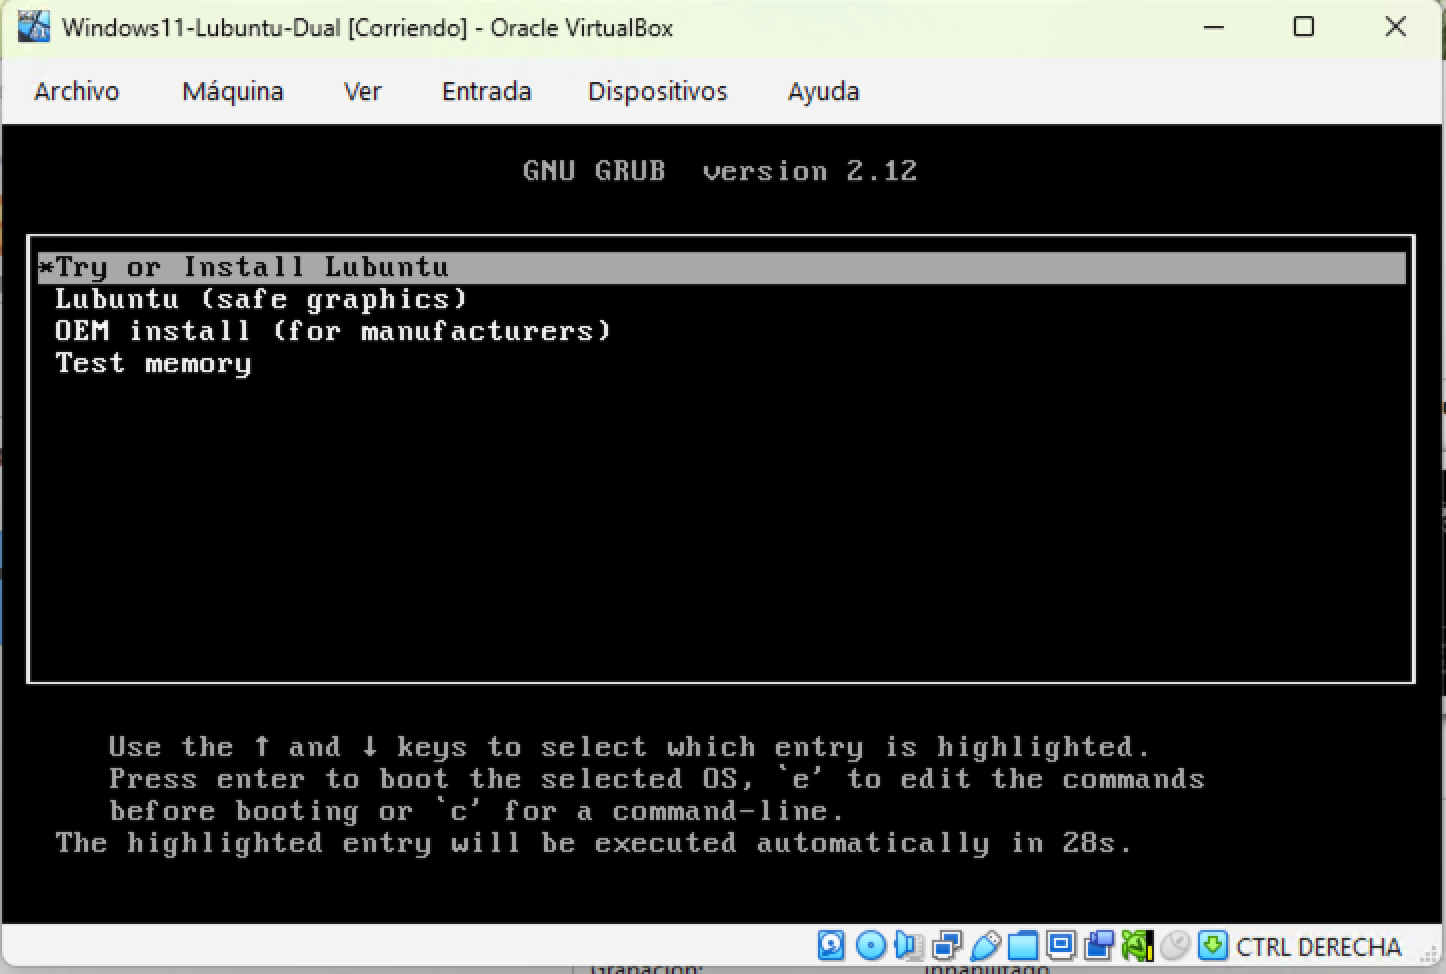 Windows11-Lubuntu-Dual [Corriendo] - Oracle VirtualBox
Archivo Máquina Ver Entrada Dispositivos Ayuda
GNU GRUB version 2.12
*Try or Install Lubuntu
Lubuntu (safe graphics)
OEM install (for manufacturers)
Test memory
Use the ↑ and ↓ keys to select which entry is highlighted.
Press enter to boot the selected OS, `e' to edit the commands
before booting or `c' for a command-line.
The highlighted entry will be executed automatically in 28s.
CTRL DERECHA
Grabación: Inhabilitado